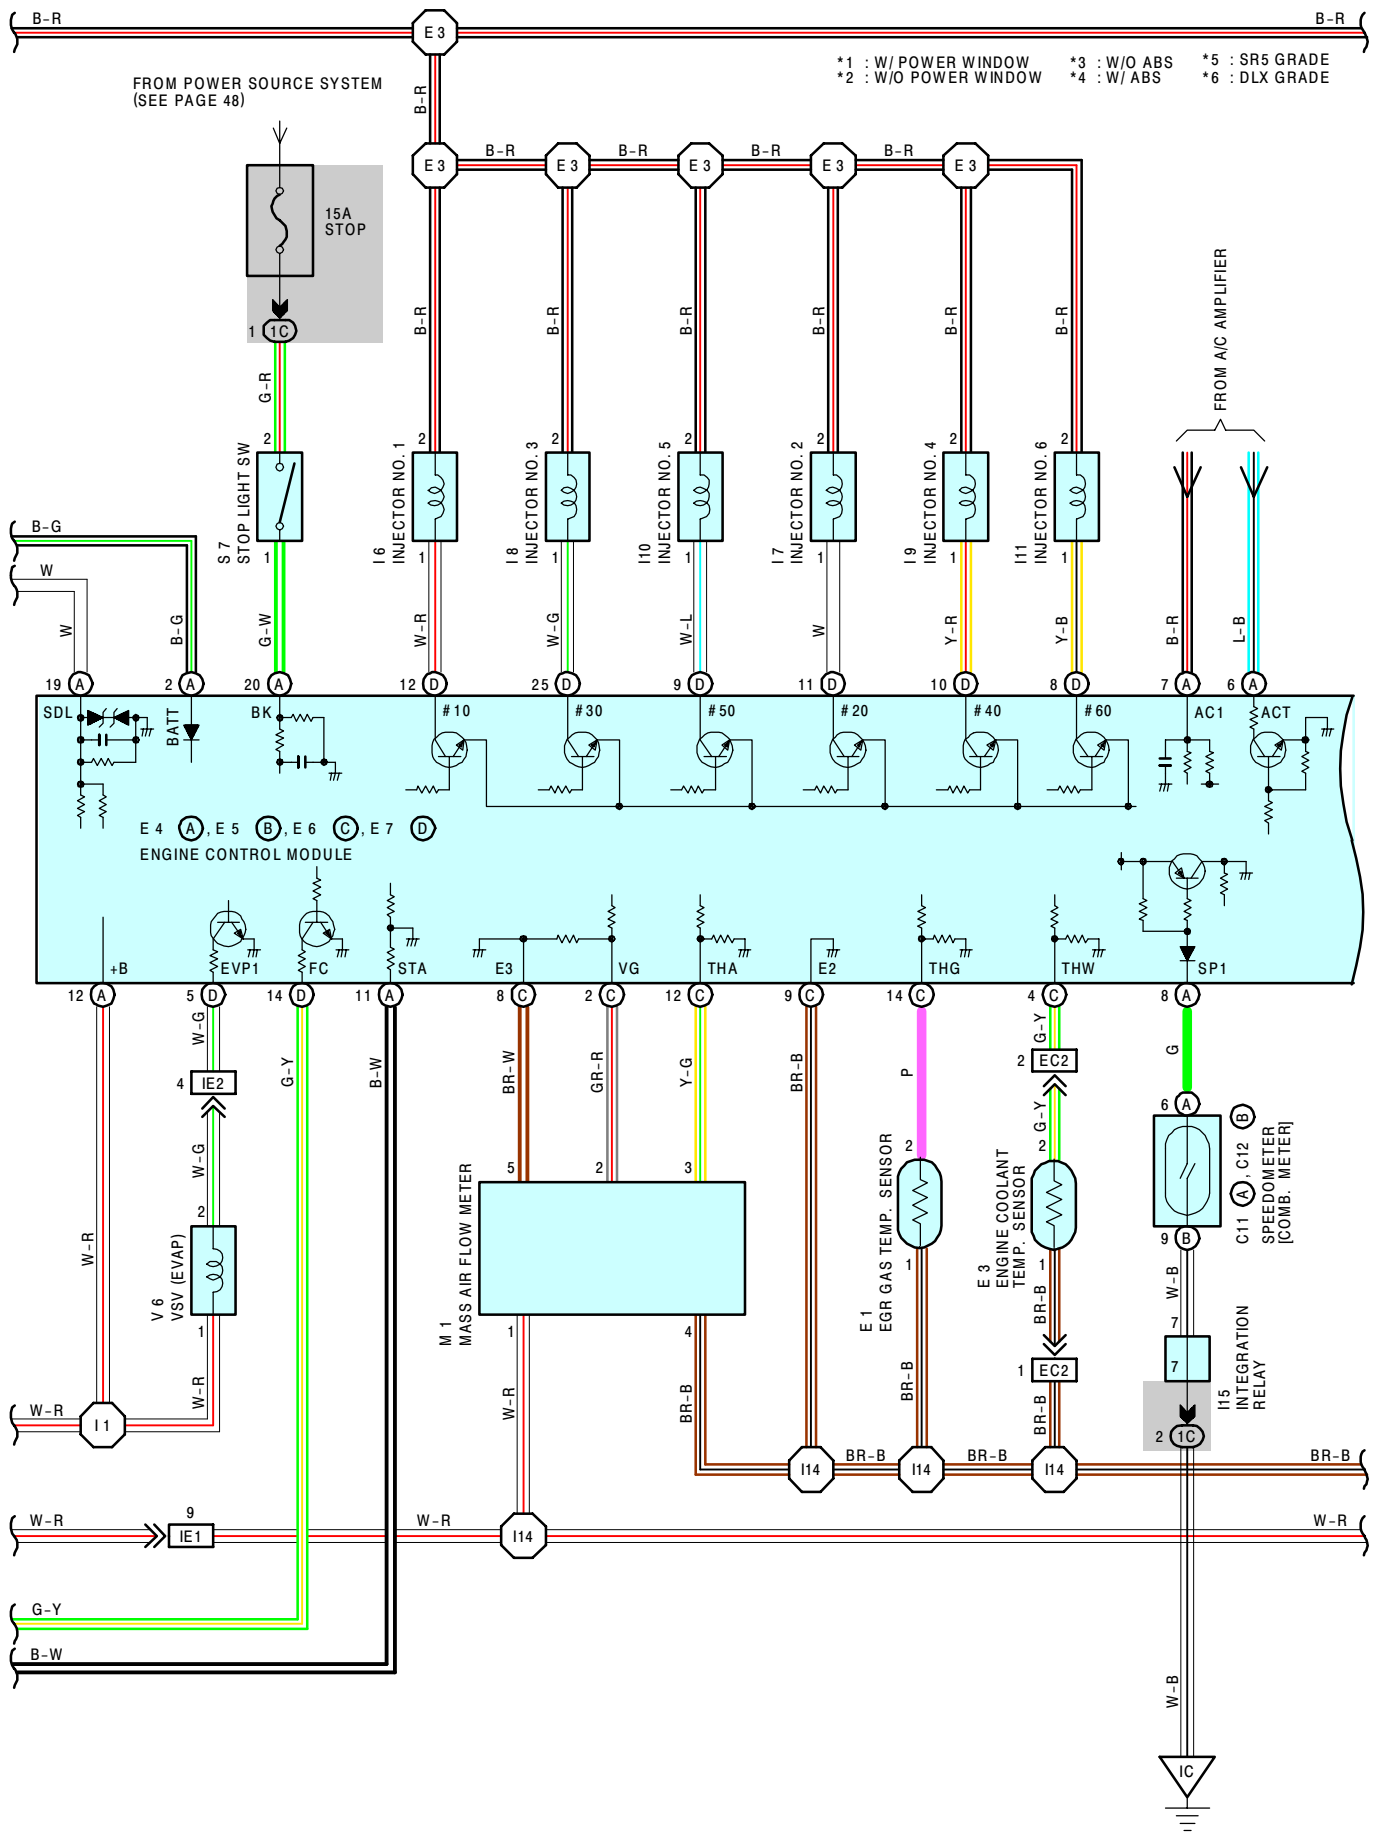 B-R
E3
B-R
*1 : W/ POWER WINDOW *3 : W/O ABS *5 : SR5 GRADE
*2 : W/O POWER WINDOW *4 : W/ ABS *6 : DLX GRADE
FROM POWER SOURCE SYSTEM
(SEE PAGE 48)
B-R
E3 B-R E3 B-R E3 B-R E3 B-R E3
15A
STOP
1 1C
G-R
B-R B-R B-R B-R B-R B-R
FROM A/C AMPLIFIER
2 2 2 2 2 2 2
S7
STOP LIGHT SW
I6
INJECTOR NO. 1
I8
INJECTOR NO. 3
I10
INJECTOR NO. 5
I7
INJECTOR NO. 2
I9
INJECTOR NO. 4
I11
INJECTOR NO. 6
1 1 1 1 1 1 1
B-G
W
W B-G G-W W-R W-G W-L W Y-R Y-B B-R L-B
19 A 2 A 20 A 12 D 25 D 9 D 11 D 10 D 8 D 7 A 6 A
SDL BATT BK #10 #30 #50 #20 #40 #60 AC1 ACT
E4 A, E5 B, E6 C, E7 D
ENGINE CONTROL MODULE
+B EVP1 FC STA E3 VG THA E2 THG THW SP1
12 A 5 D 14 D 11 A 8 C 2 C 12 C 9 C 14 C 4 C 8 A
W-G G-Y B-W BR-W GR-R Y-G BR-B P G-Y G
4 IE2
2 EC2
W-G
G-Y
6 A
5 2 3 2 2
W-R
2
V6
VSV (EVAP)
1
M1
MASS AIR FLOW METER
E1
EGR GAS TEMP. SENSOR
E3
ENGINE COOLANT
TEMP. SENSOR
C11 A, C12 B
SPEEDOMETER
[COMB. METER]
9 B
1 4 1 1
BR-B
W-B
7
7
I15
INTEGRATION
RELAY
1 EC2
W-R W-R BR-B BR-B BR-B
W-R I1
2 1C
I14 BR-B I14 BR-B I14 BR-B
W-R 9 IE1 W-R I14 W-R
G-Y
B-W
W-B
IC